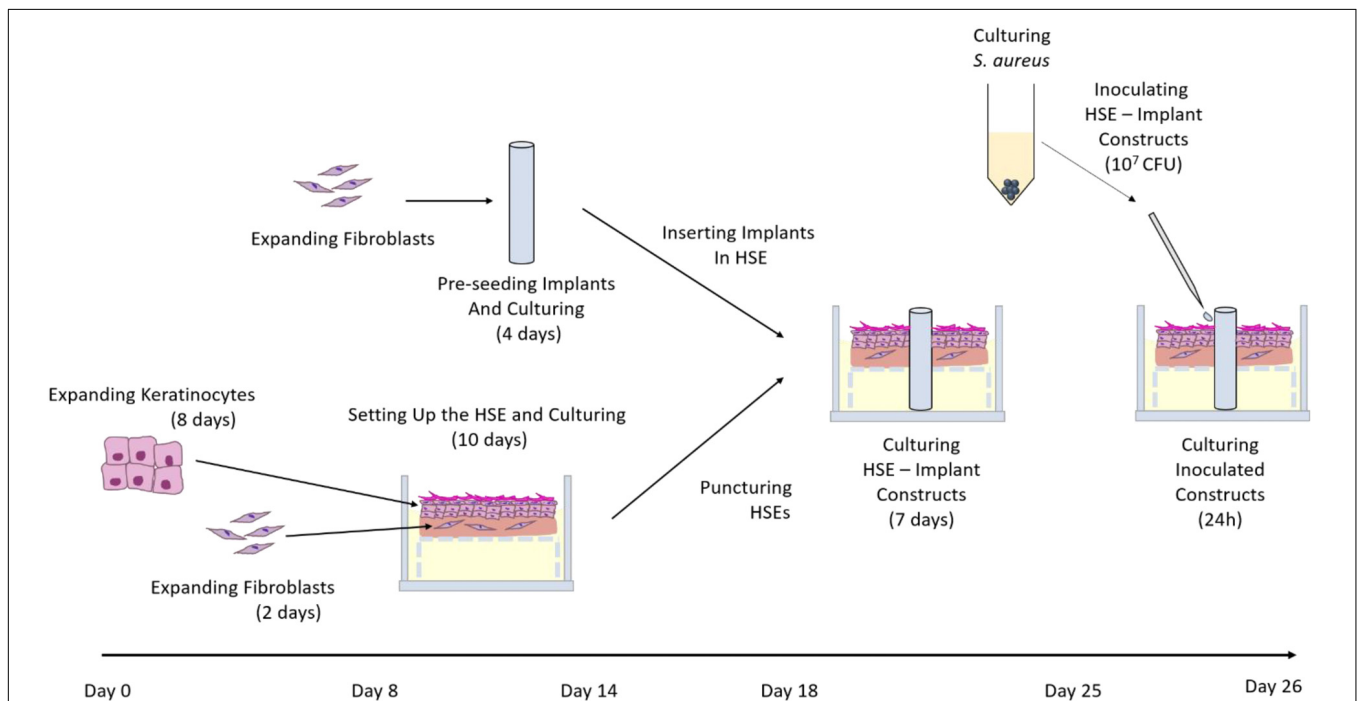 Culturing
S. aureus
Inoculating
HSE – Implant
Constructs
(10⁷ CFU)
Expanding Fibroblasts
Pre-seeding Implants
And Culturing
(4 days)
Inserting Implants
In HSE
Expanding Keratinocytes
(8 days)
Setting Up the HSE and Culturing
(10 days)
Expanding Fibroblasts
(2 days)
Puncturing
HSEs
Culturing
HSE – Implant
Constructs
(7 days)
Culturing
Inoculated
Constructs
(24h)
Day 0
Day 8
Day 14
Day 18
Day 25
Day 26